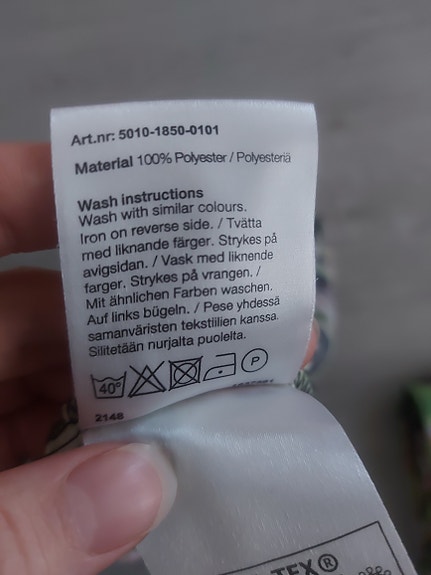 Art.nr: 5010-1850-0101
Material 100% Polyester / Polyesteriä
Wash instructions
Wash with similar colours.
Iron on reverse side. / Tvätta
med liknande färger. Strykes på
avigsidan. / Vask med liknende
farger. Strykes på vrangen. /
Mit ähnlichen Farben waschen.
Auf links bügeln. / Pese yhdessä
samanväristen tekstiilien kanssa.
Silitetään nurjalta puolelta.
40° P
2148
TEX®